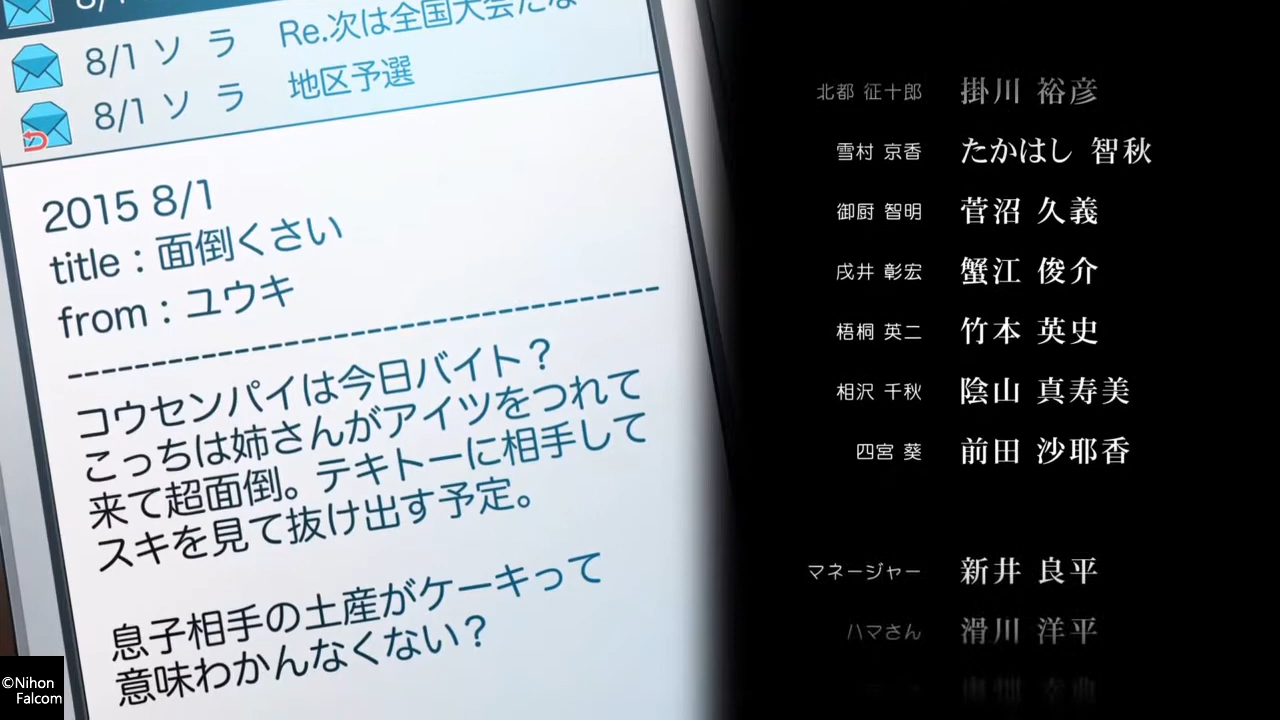 8/1 ソ ラ Re.次は全国大会だな
8/1 ソ ラ 地区予選
2015 8/1
title : 面倒くさい
from : ユウキ
--------------------------------------------
コウセンパイは今日バイト？
こっちは姉さんがアイツをつれて
来て超面倒。テキトーに相手して
スキを見て抜け出す予定。
息子相手の土産がケーキって
意味わかんなくない？
北都 征十郎 掛川 裕彦
雪村 京香 たかはし 智秋
御厨 智明 菅沼 久義
戌井 彰宏 蟹江 俊介
梧桐 英二 竹本 英史
相沢 千秋 陰山 真寿美
四宮 葵 前田 沙耶香
マネージャー 新井 良平
ハマさん 滑川 洋平
©Nihon
Falcom